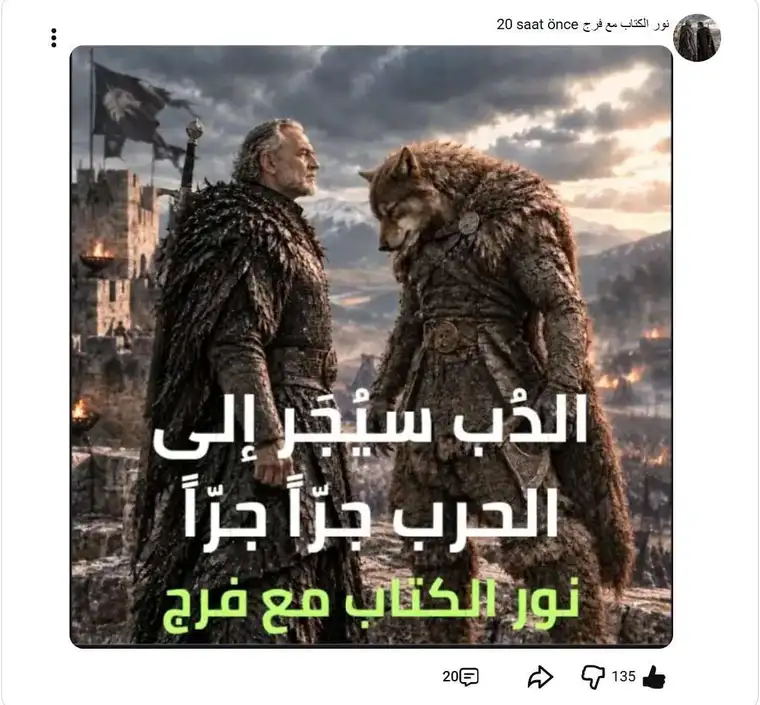 نور الكتاب مع فرج 20 saat önce
الدُب سيُجَر إلى
الحرب جرّاً جرّاً
نور الكتاب مع فرج
20
135